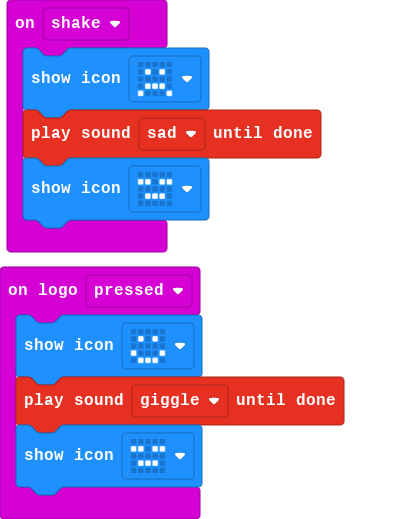 on shake
show icon
play sound sad until done
show icon
on logo pressed
show icon
play sound giggle until done
show icon